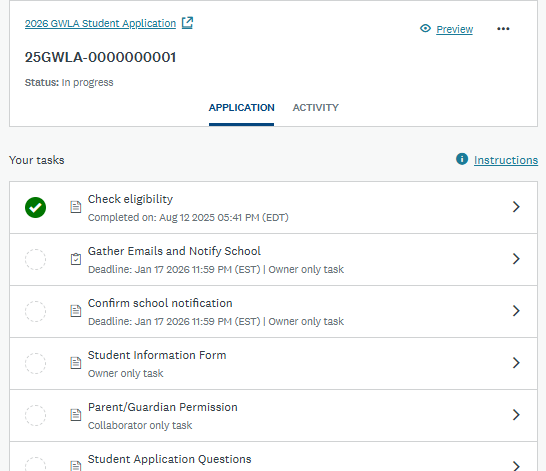 2026 GWLA Student Application
Preview
25GWLA-0000000001
Status: In progress
APPLICATION ACTIVITY
Your tasks
Instructions
Check eligibility
Completed on: Aug 12 2025 05:41 PM (EDT)
Gather Emails and Notify School
Deadline: Jan 17 2026 11:59 PM (EST) | Owner only task
Confirm school notification
Deadline: Jan 17 2026 11:59 PM (EST) | Owner only task
Student Information Form
Owner only task
Parent/Guardian Permission
Collaborator only task
Student Application Questions